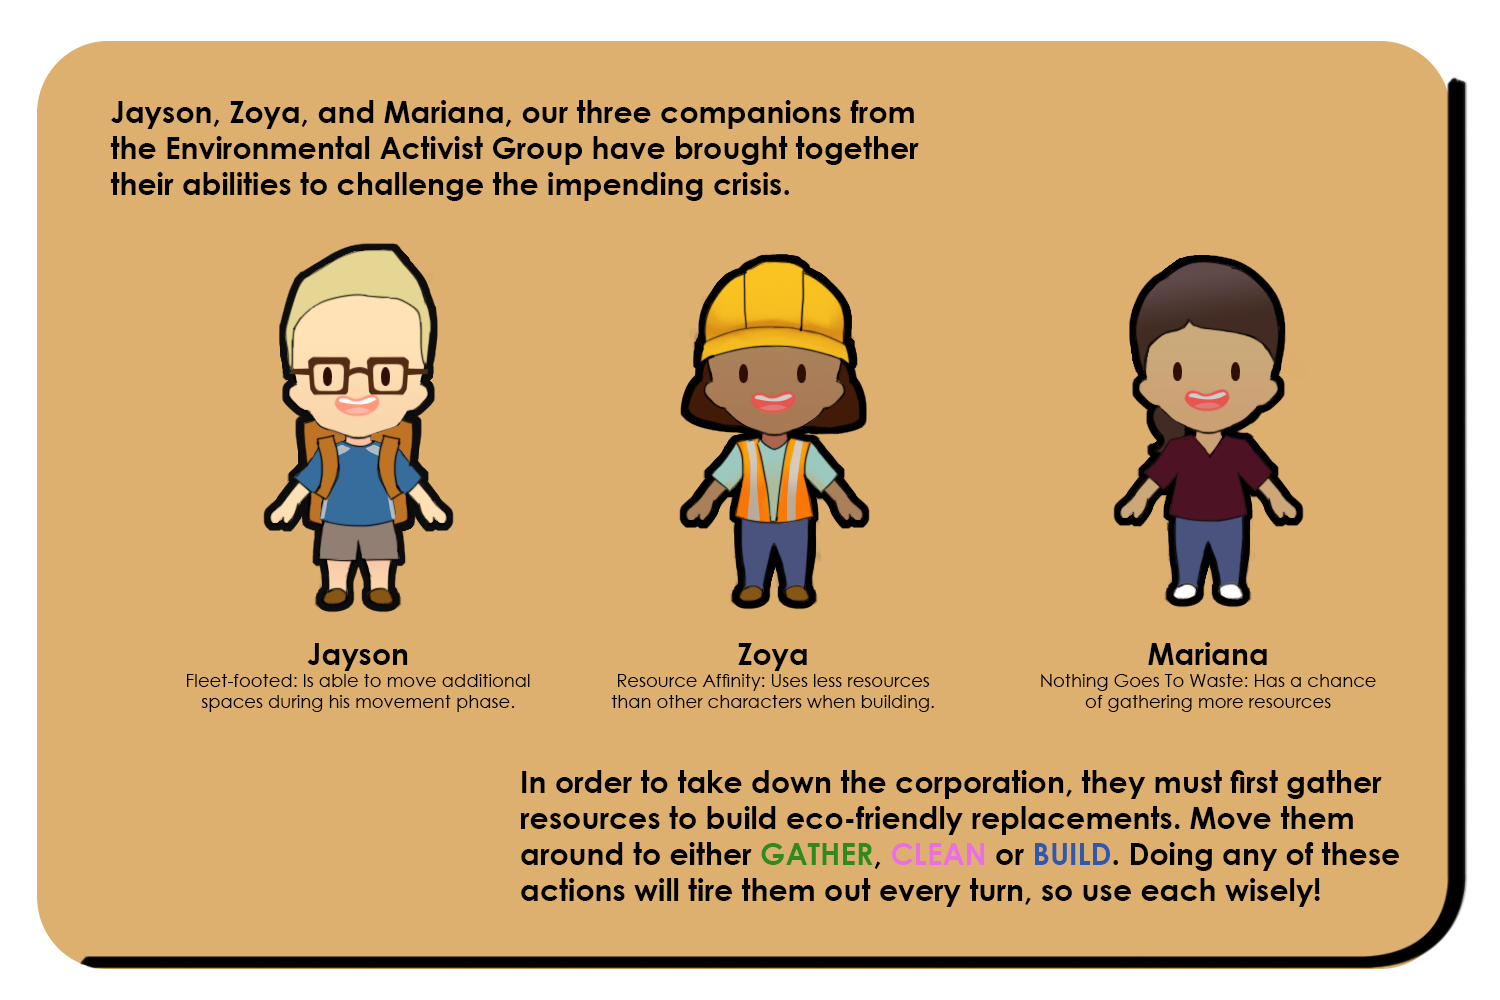 Jayson, Zoya, and Mariana, our three companions from
the Environmental Activist Group have brought together
their abilities to challenge the impending crisis.
Jayson
Fleet-footed: Is able to move additional
spaces during his movement phase.
Zoya
Resource Affinity: Uses less resources
than other characters when building.
Mariana
Nothing Goes To Waste: Has a chance
of gathering more resources
In order to take down the corporation, they must first gather
resources to build eco-friendly replacements. Move them
around to either GATHER, CLEAN or BUILD. Doing any of these
actions will tire them out every turn, so use each wisely!